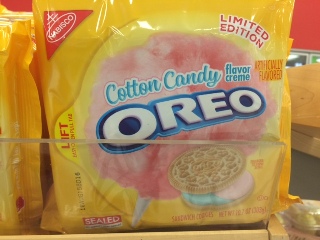 NABISCO
LIMITED
EDITION
Cotton Candy flavor
creme
ARTIFICIALLY
FLAVORED
OREO
LIFT
SEALED